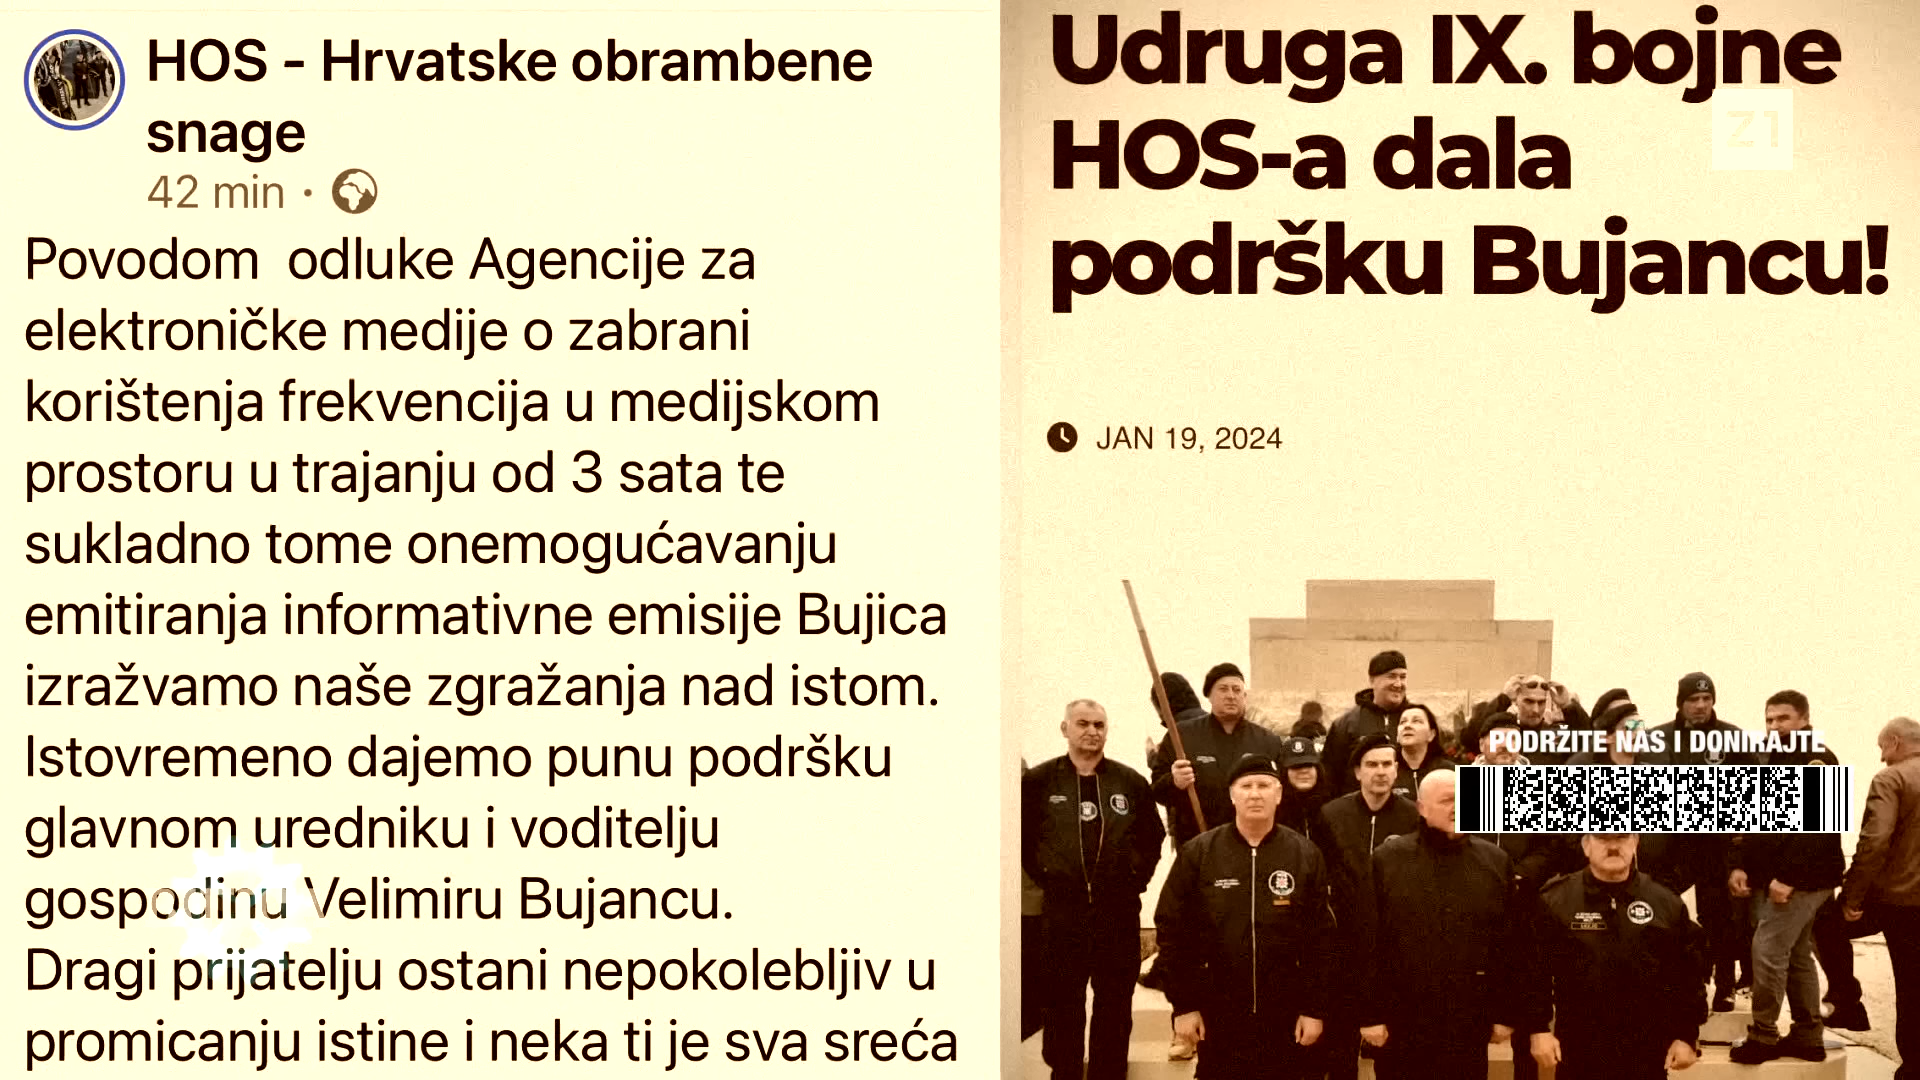 HOS - Hrvatske obrambene
snage
42 min ·
Povodom odluke Agencije za
elektroničke medije o zabrani
korištenja frekvencija u medijskom
prostoru u trajanju od 3 sata te
sukladno tome onemogućavanju
emitiranja informativne emisije Bujica
izražvamo naše zgražanja nad istom.
Istovremeno dajemo punu podršku
glavnom uredniku i voditelju
gospodinu Velimiru Bujancu.
Dragi prijatelju ostani nepokolebljiv u
promicanju istine i neka ti je sva sreća
Udruga IX. bojne
HOS-a dala
podršku Bujancu!
Z1
JAN 19, 2024
PODRŽITE NAS I DONIRAJTE